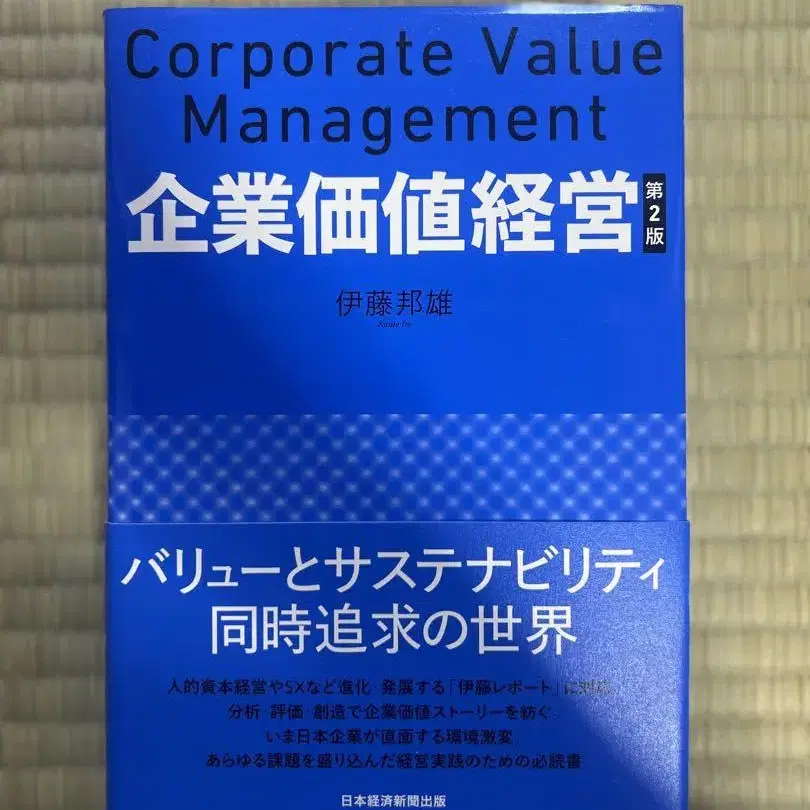 Corporate Value
Management
企業価値経営 第2版
伊藤邦雄
Kunio Ito
バリューとサステナビリティ
同時追求の世界
人的資本経営やSXなど進化・発展する「伊藤レポート」に対応。
分析・評価・創造で企業価値ストーリーを紡ぐ。
いま日本企業が直面する環境激変、
あらゆる課題を盛り込んだ経営実践のための必読書
日本経済新聞出版